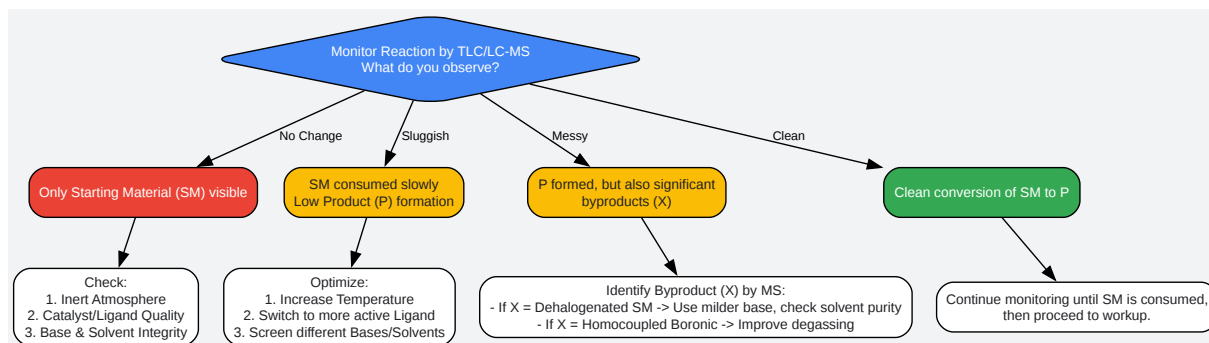 Monitor Reaction by TLC/LC-MS
What do you observe?
No Change
Sluggish
Messy
Clean
Only Starting Material (SM) visible
SM consumed slowly
Low Product (P) formation
P formed, but also significant
byproducts (X)
Clean conversion of SM to P
Check:
1. Inert Atmosphere
2. Catalyst/Ligand Quality
3. Base & Solvent Integrity
Optimize:
1. Increase Temperature
2. Switch to more active Ligand
3. Screen different Bases/Solvents
Identify Byproduct (X) by MS:
- If X = Dehalogenated SM -> Use milder base, check solvent purity
- If X = Homocoupled Boronic -> Improve degassing
Continue monitoring until SM is consumed,
then proceed to workup.